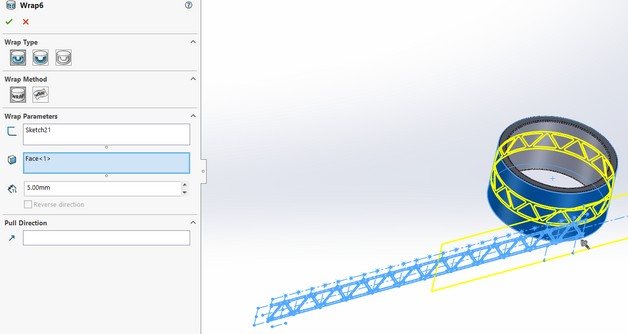 Wrap6
Wrap Type
Wrap Method
Wrap Parameters
Sketch21
Face<1>
5.00mm
Reverse direction
Pull Direction